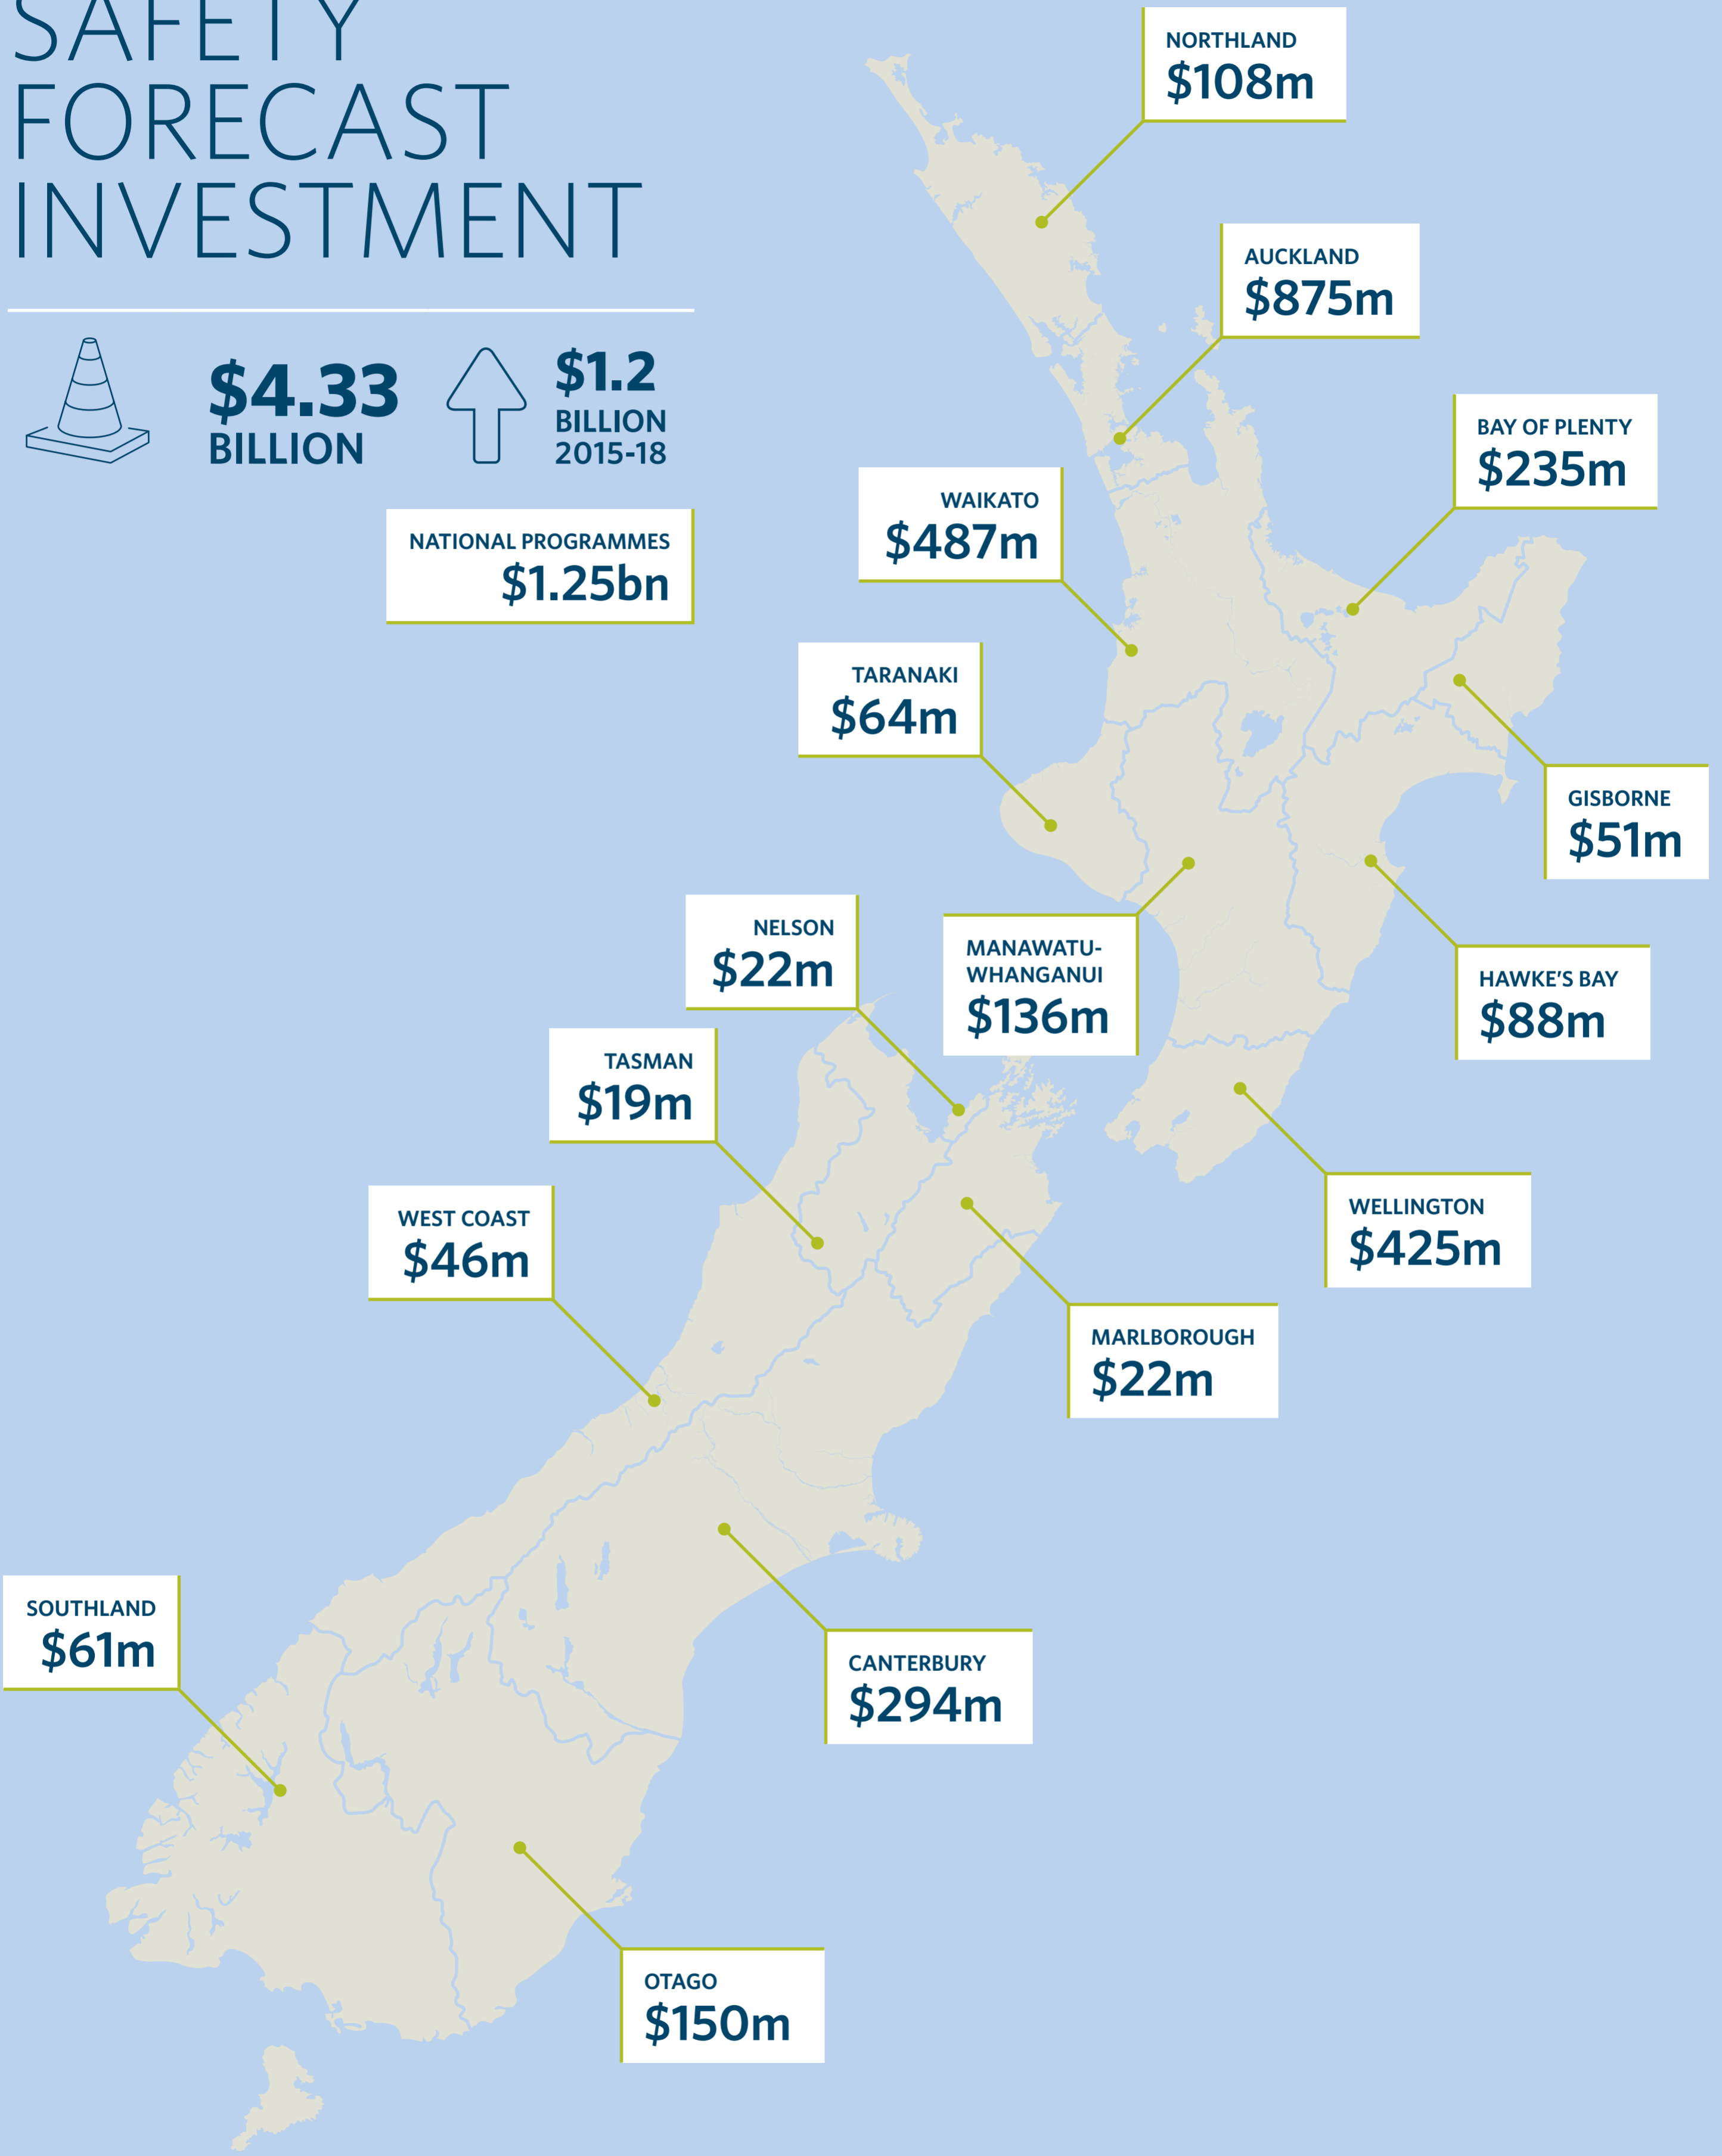 SAFETY
FORECAST
INVESTMENT
$4.33
BILLION
$1.2
BILLION
2015-18
NATIONAL PROGRAMMES
$1.25bn
NORTHLAND
$108m
AUCKLAND
$875m
BAY OF PLENTY
$235m
WAIKATO
$487m
TARANAKI
$64m
GISBORNE
$51m
NELSON
$22m
MANAWATU-
WHANGANUI
$136m
HAWKE'S BAY
$88m
TASMAN
$19m
WEST COAST
$46m
WELLINGTON
$425m
MARLBOROUGH
$22m
SOUTHLAND
$61m
CANTERBURY
$294m
OTAGO
$150m